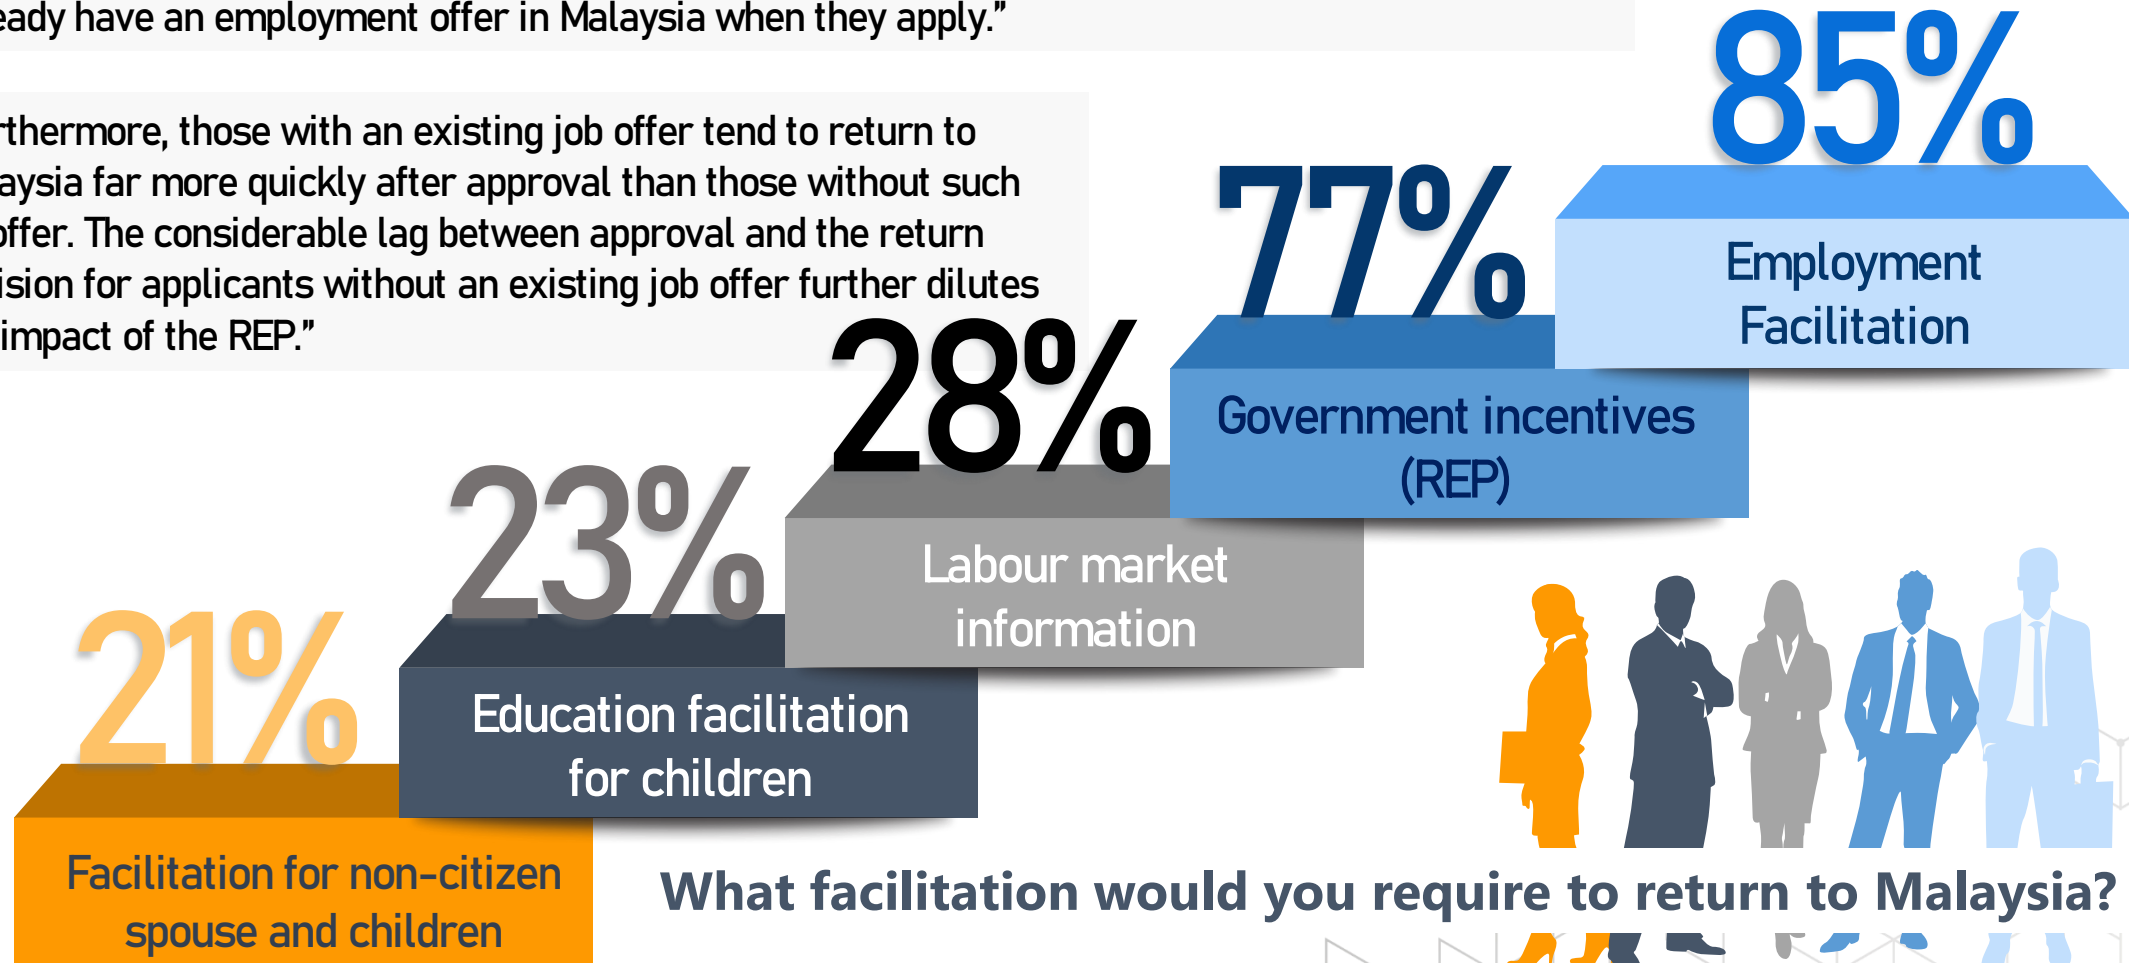 have an employment offer in Malaysia when they apply.”
those with an existing job offer tend to return to
far more quickly after approval than those without such
offer. The considerable lag between approval and the return
for applicants without an existing job offer further dilutes
impact of the REP.”
85%
Employment
Facilitation
77%
Government incentives
(REP)
28%
Labour market
information
23%
Education facilitation
for children
21%
Facilitation for non-citizen
spouse and children
What facilitation would you require to return to Malaysia?